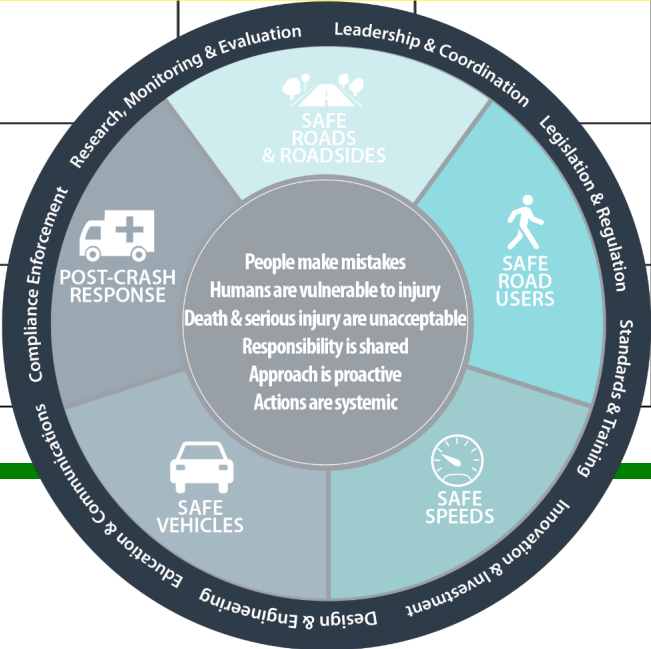 Leadership & Coordination
Legislation & Regulation
Standards & Training
Innovation & Investment
Design & Engineering
Education & Communications
Compliance Enforcement
Research, Monitoring & Evaluation
SAFE
ROADS
& ROADSIDES
SAFE
ROAD
USERS
SAFE
SPEEDS
SAFE
VEHICLES
POST-CRASH
RESPONSE
People make mistakes
Humans are vulnerable to injury
Death & serious injury are unacceptable
Responsibility is shared
Approach is proactive
Actions are systemic